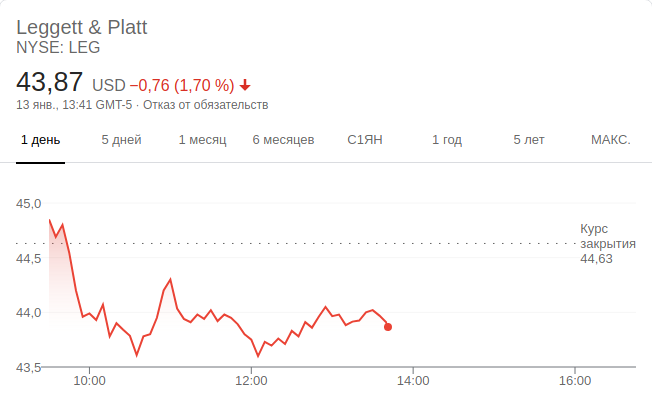 Leggett & Platt
NYSE: LEG
43,87 USD −0,76 (1,70 %)
13 янв., 13:41 GMT-5 · Отказ от обязательств
1 день 5 дней 1 месяц 6 месяцев С1ЯН 1 год 5 лет МАКС.
45,0
Курс
закрытия
44,5
44,63
44,0
43,5
10:00 12:00 14:00 16:00